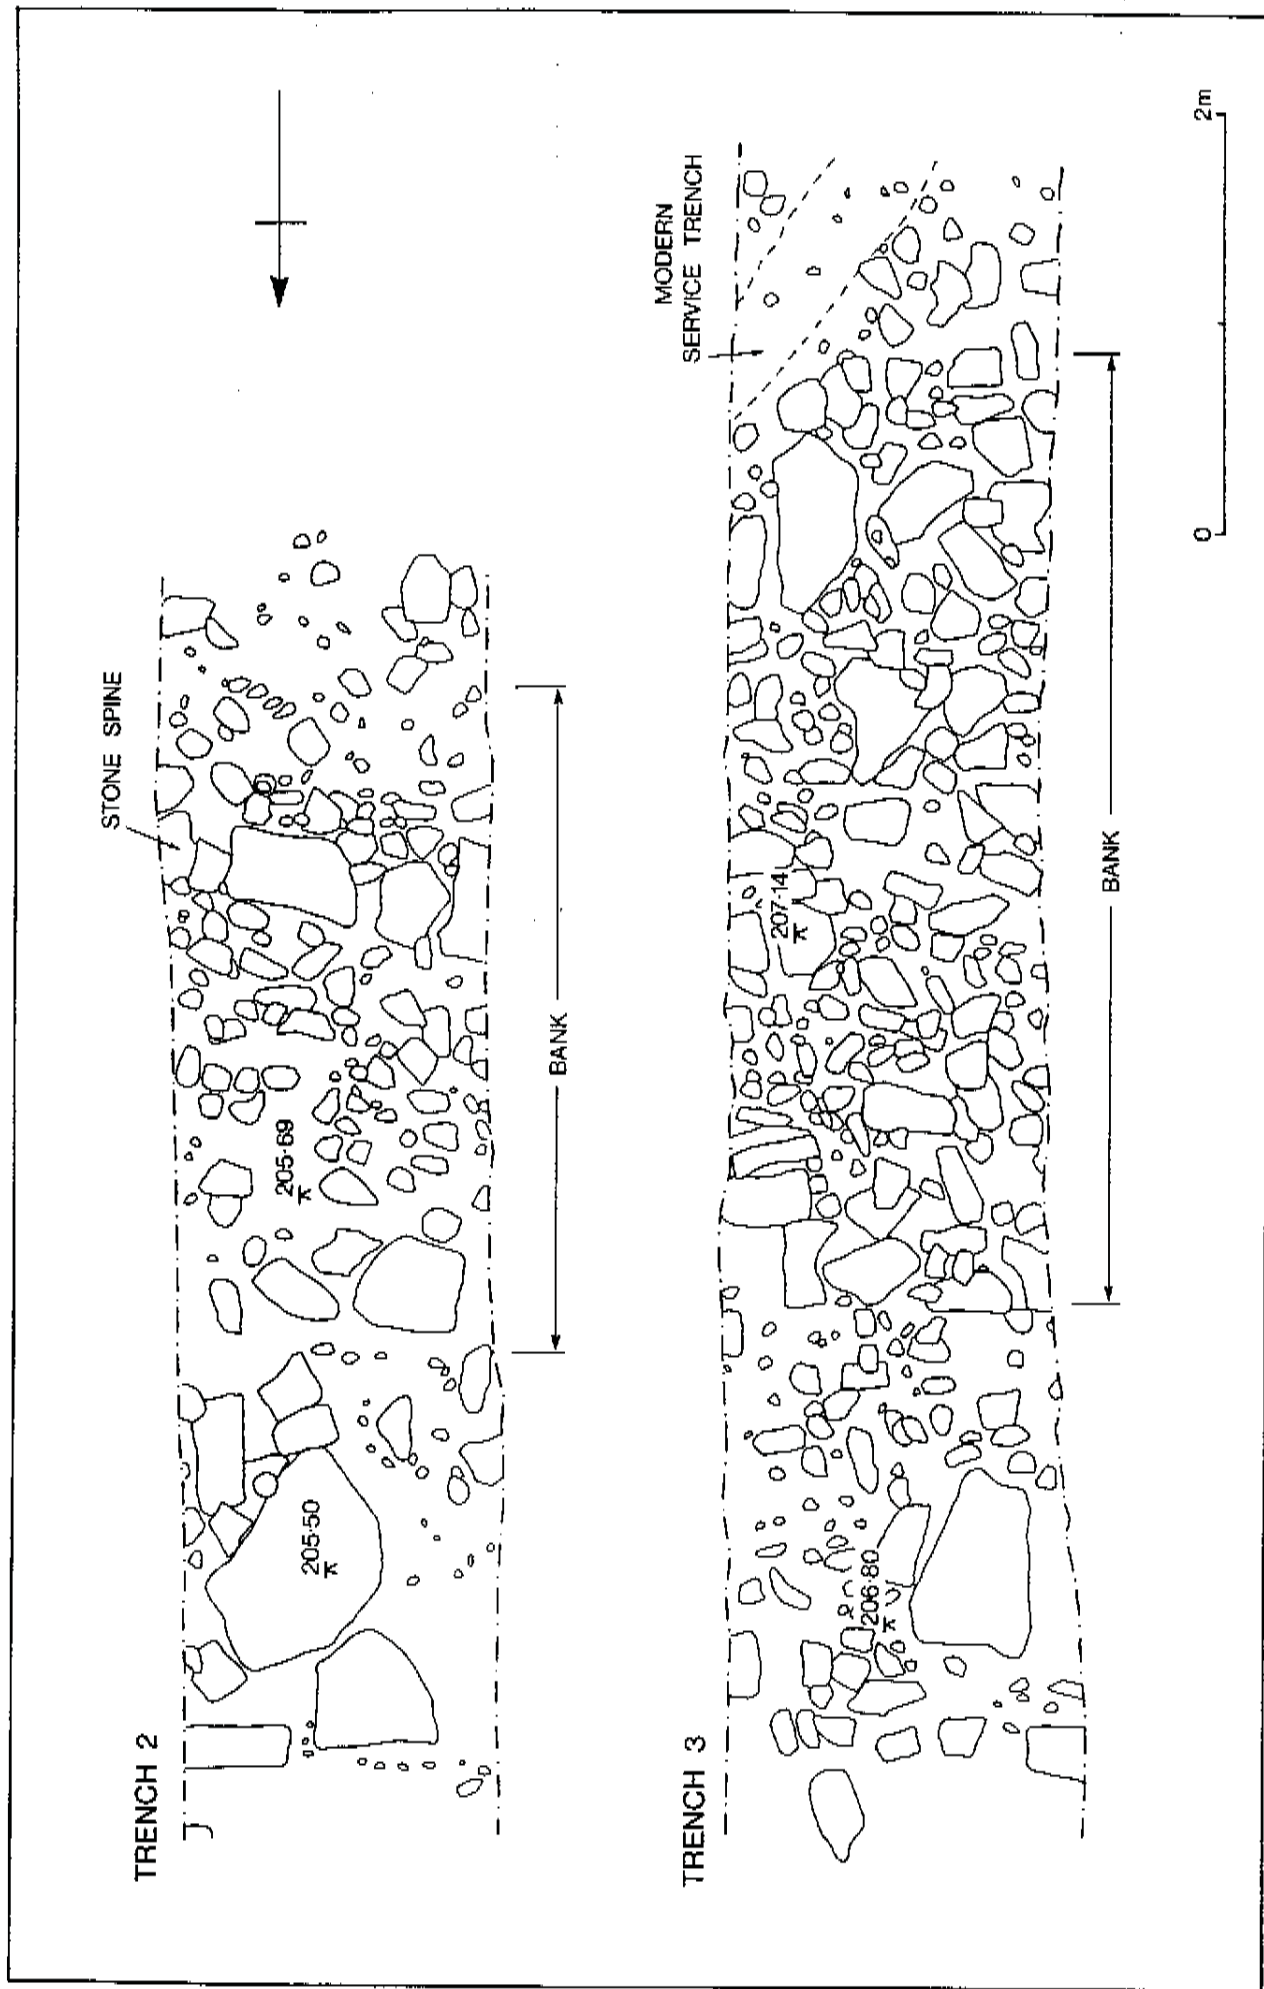 TRENCH 2
STONE SPINE
205·50
205·69
BANK
TRENCH 3
MODERN
SERVICE TRENCH
206·80
207·14
BANK
0 2m